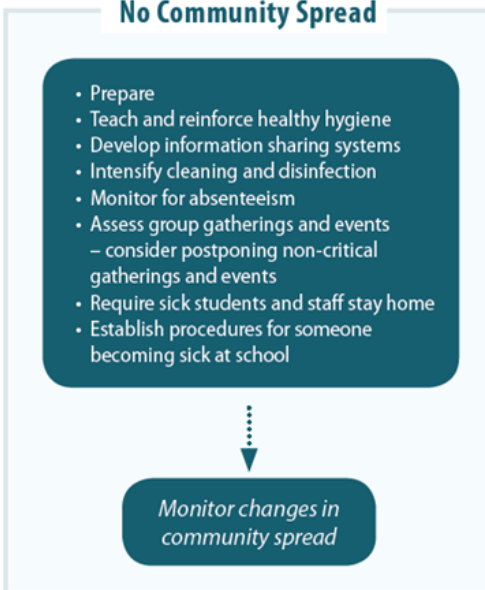 No Community Spread
• Prepare
• Teach and reinforce healthy hygiene
• Develop information sharing systems
• Intensify cleaning and disinfection
• Monitor for absenteeism
• Assess group gatherings and events
– consider postponing non-critical
gatherings and events
• Require sick students and staff stay home
• Establish procedures for someone
becoming sick at school
Monitor changes in
community spread